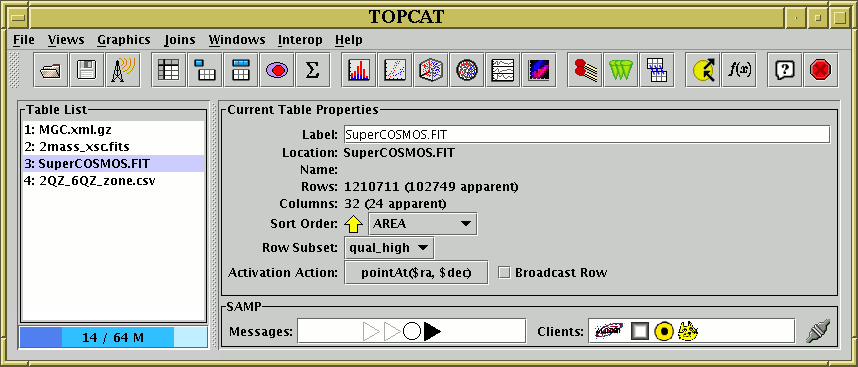 TOPCAT
File Views Graphics Joins Windows Interop Help
Σ f(x) ?
Table List
1: MGC.xml.gz
2: 2mass_xsc.fits
3: SuperCOSMOS.FIT
4: 2QZ_6QZ_zone.csv
14 / 64 M
Current Table Properties
Label: SuperCOSMOS.FIT
Location: SuperCOSMOS.FIT
Name:
Rows: 1210711 (102749 apparent)
Columns: 32 (24 apparent)
Sort Order: AREA
Row Subset: qual_high
Activation Action: pointAt($ra, $dec) Broadcast Row
SAMP
Messages: Clients: